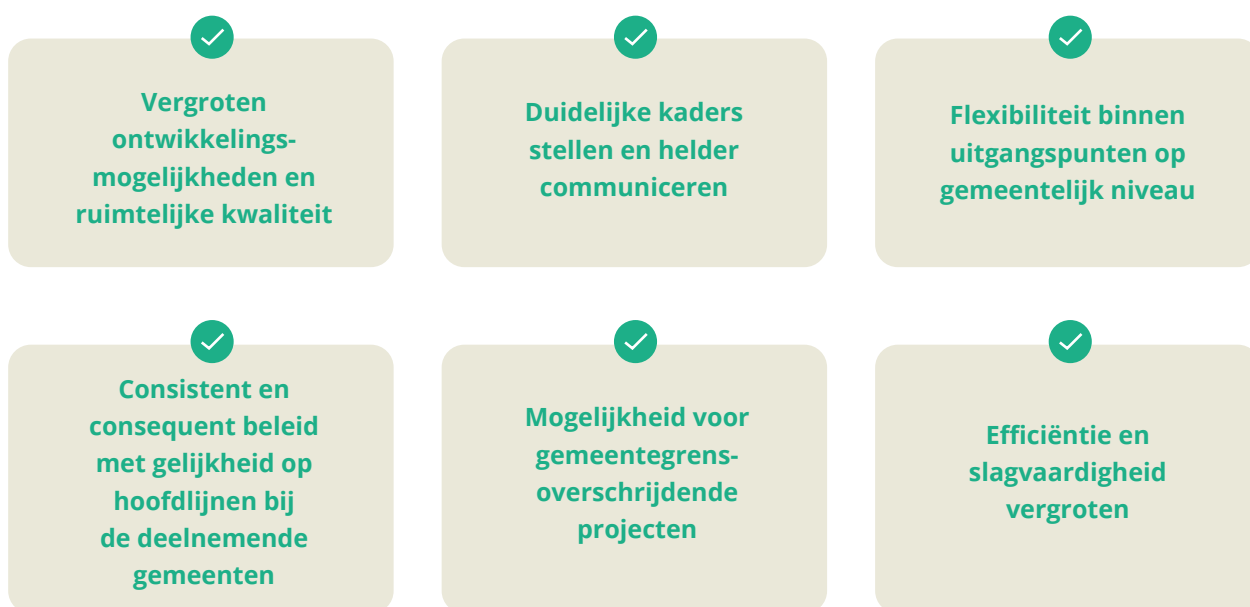 Vergroten
ontwikkelings-
mogelijkheden en
ruimtelijke kwaliteit
Duidelijke kaders
stellen en helder
communiceren
Flexibiliteit binnen
uitgangspunten op
gemeentelijk niveau
Consistent en
consequent beleid
met gelijkheid op
hoofdlijnen bij
de deelnemende
gemeenten
Mogelijkheid voor
gemeentegrens-
overschrijdende
projecten
Efficiëntie en
slagvaardigheid
vergroten